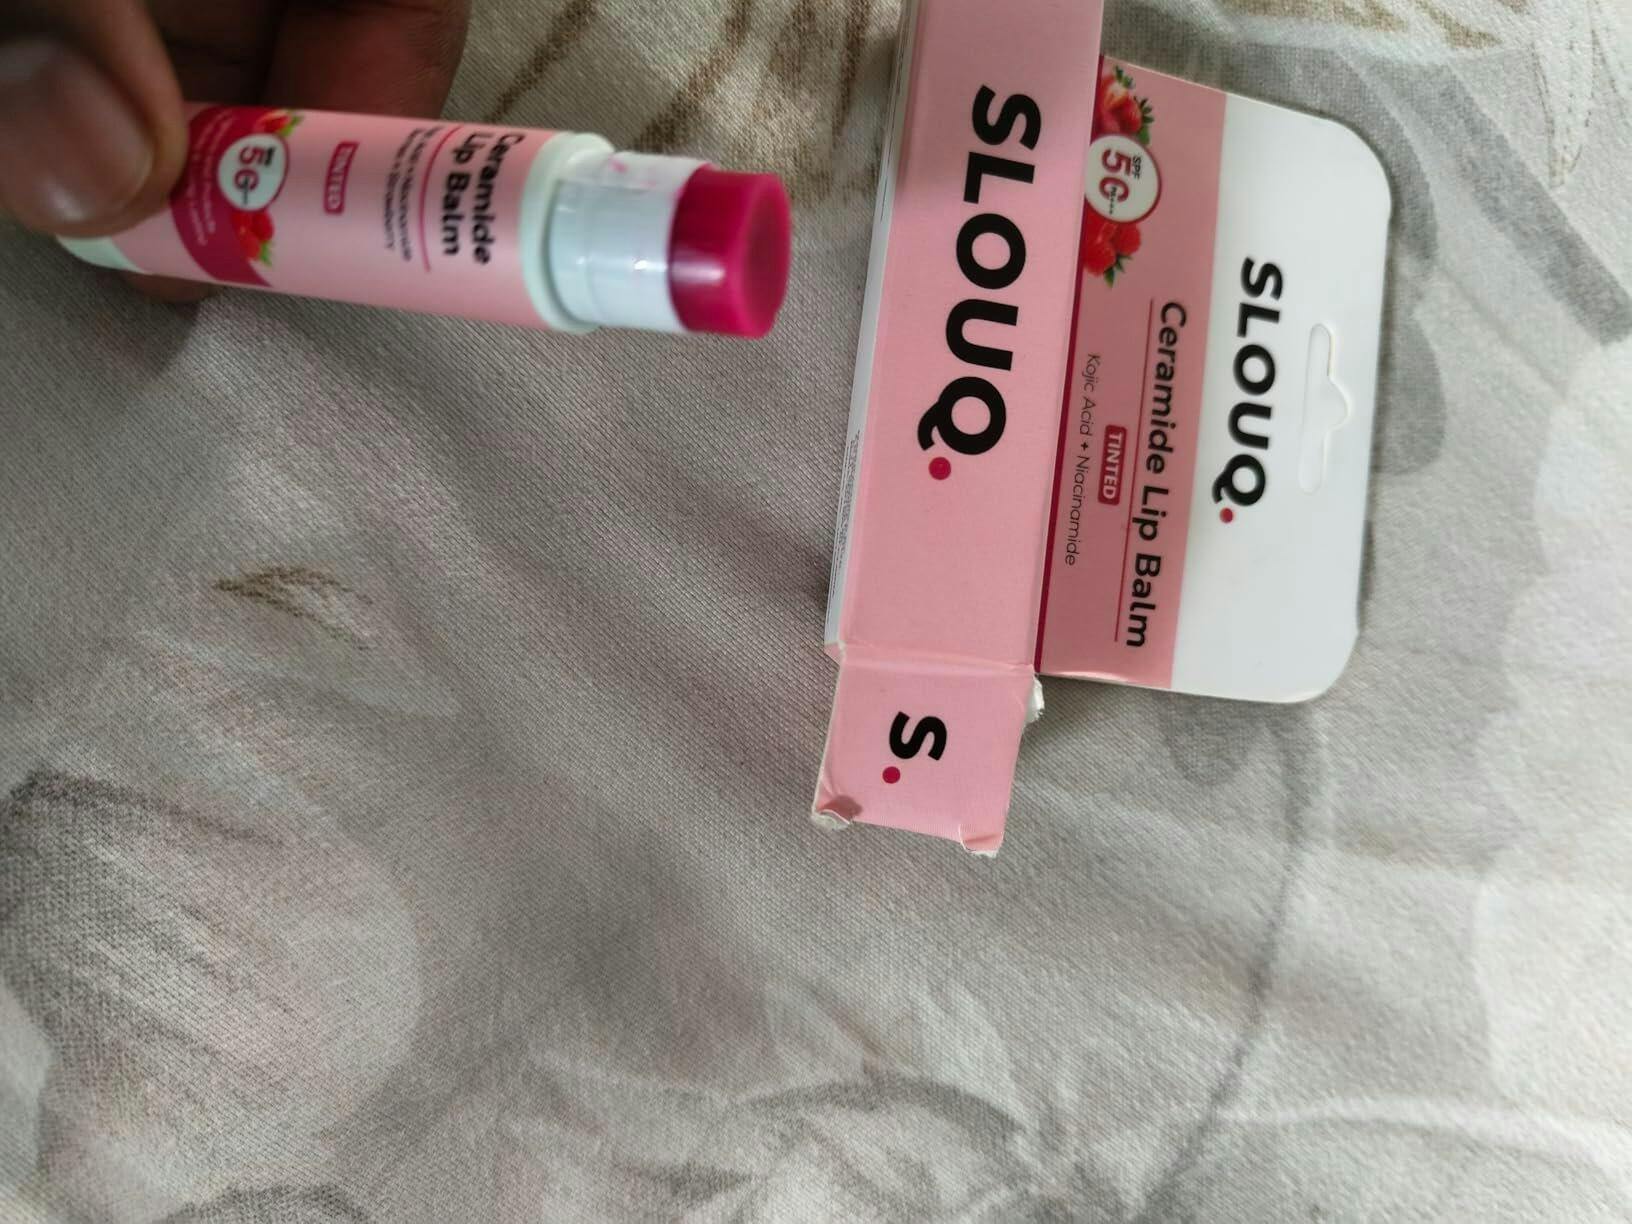 Ceramide
Lip Balm
TINTED
50
SLOUQ.
S.
SLOUQ.
Ceramide Lip Balm
TINTED
Kojic Acid + Niacinamide
SPF
50